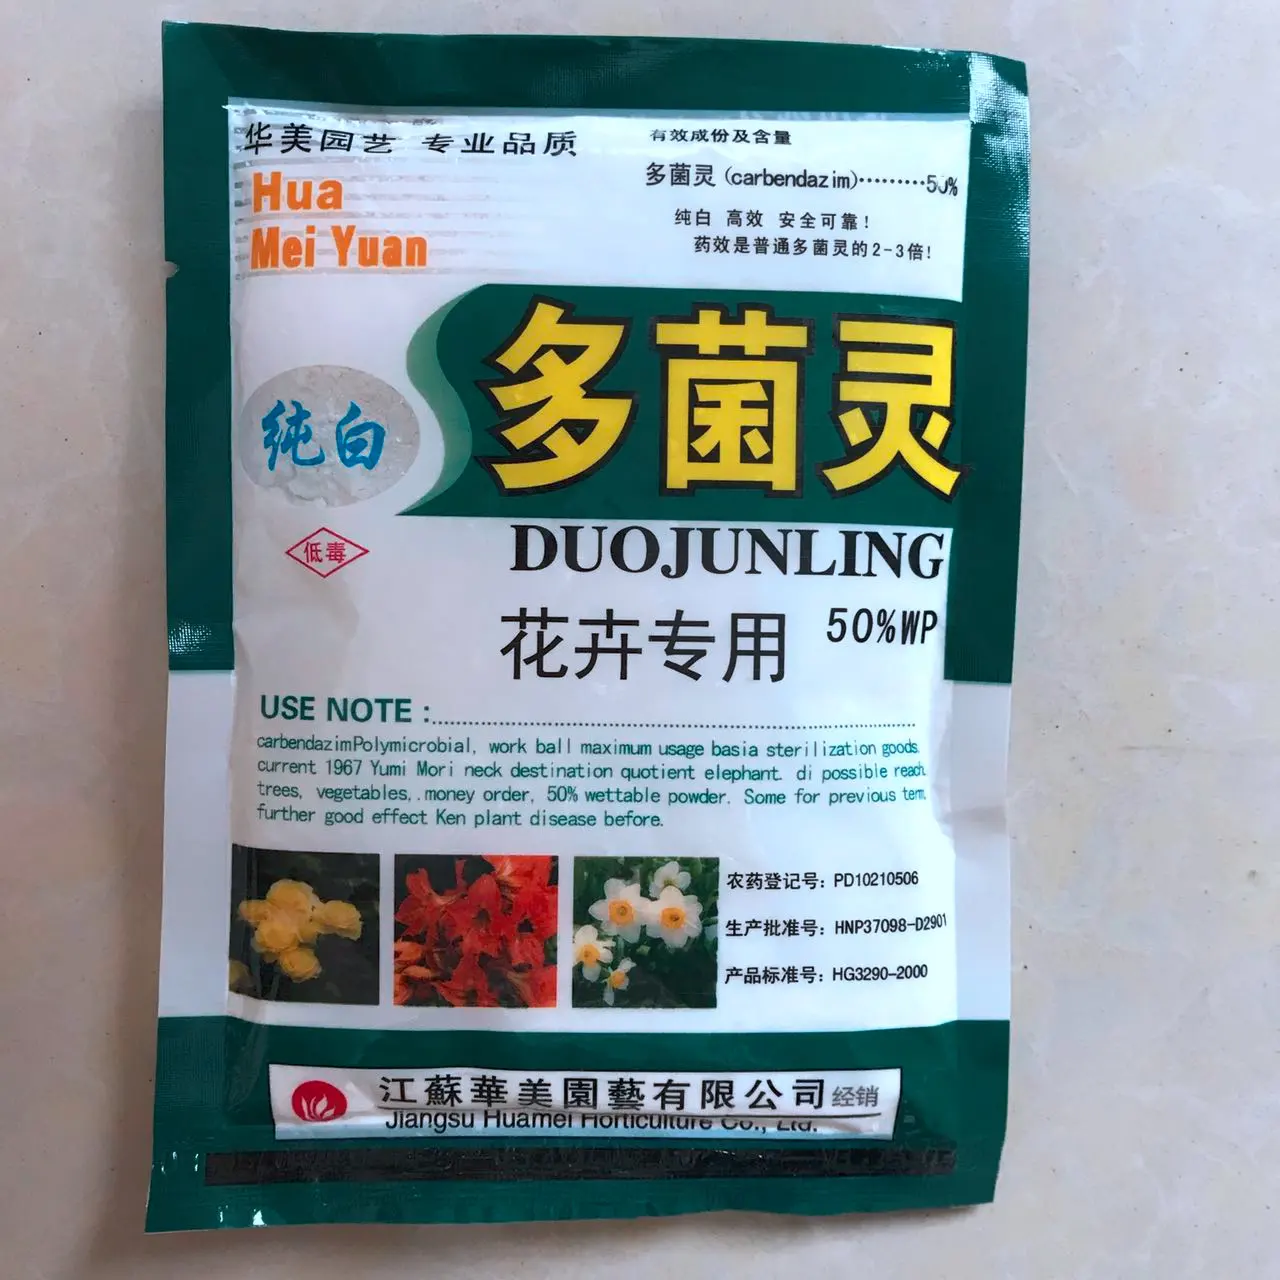 华美园艺 专业品质
Hua
Mei Yuan
有效成份及含量
多菌灵 (carbendazim)·········50%
纯白 高效 安全可靠!
药效是普通多菌灵的2-3倍!
纯白
多菌灵
低毒
DUOJUNLING
花卉专用 50%WP
USE NOTE :
carbendazimPolymicrobial, work ball maximum usage basia sterilization goods.
current 1967 Yumi Mori neck destination quotient elephant. di possible reach.
trees, vegetables,.money order, 50% wettable powder. Some for previous term,
further good effect Ken plant disease before.
农药登记号: PD10210506
生产批准号: HNP37098-D2901
产品标准号: HG3290-2000
江蘇華美園藝有限公司经销
Jiangsu Huamei Horticulture Co., Ltd.